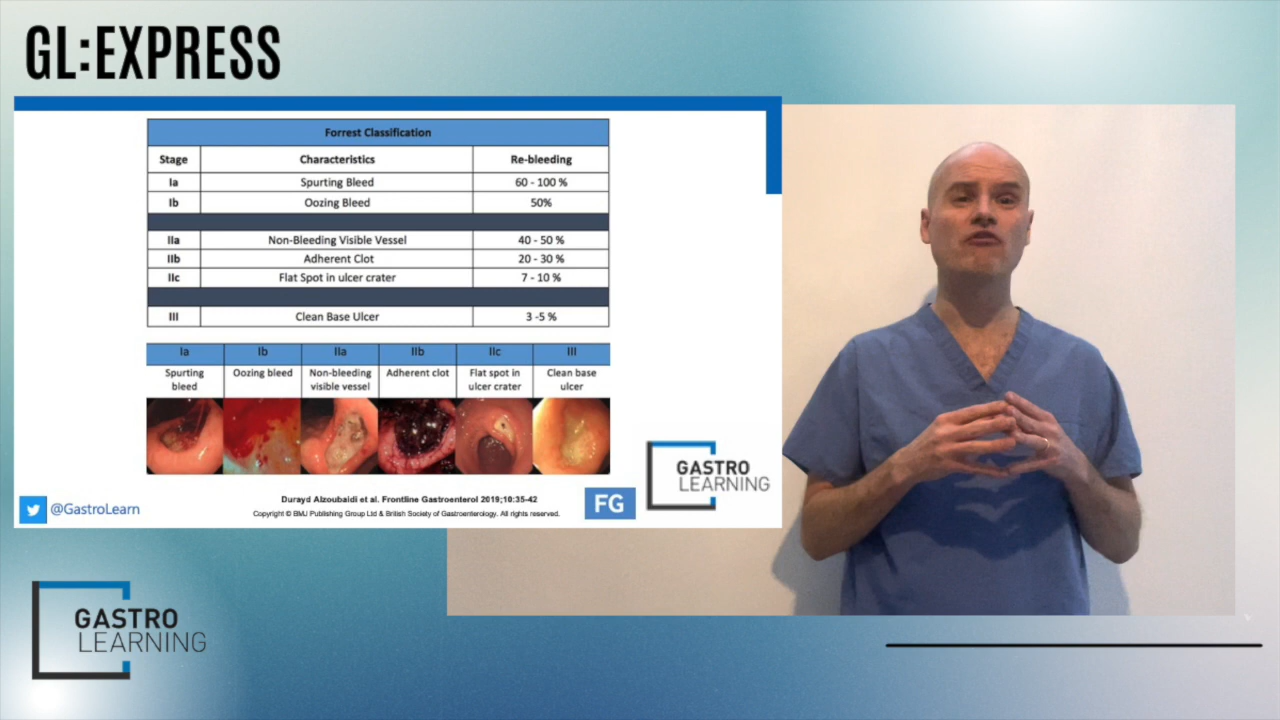 GL:EXPRESS
Forrest Classification
Stage Characteristics Re-bleeding
Ia Spurting Bleed 60 - 100 %
Ib Oozing Bleed 50%
IIa Non-Bleeding Visible Vessel 40 - 50 %
IIb Adherent Clot 20 - 30 %
IIc Flat Spot in ulcer crater 7 - 10 %
III Clean Base Ulcer 3 -5 %
Ia Ib IIa IIb IIc III
Spurting bleed Oozing bleed Non-bleeding visible vessel Adherent clot Flat spot in ulcer crater Clean base ulcer
GASTRO
LEARNING
@GastroLearn
Durayd Alzoubaidi et al. Frontline Gastroenterol 2019;10:35-42
Copyright © BMJ Publishing Group Ltd & British Society of Gastroenterology. All rights reserved.
FG
GASTRO
LEARNING